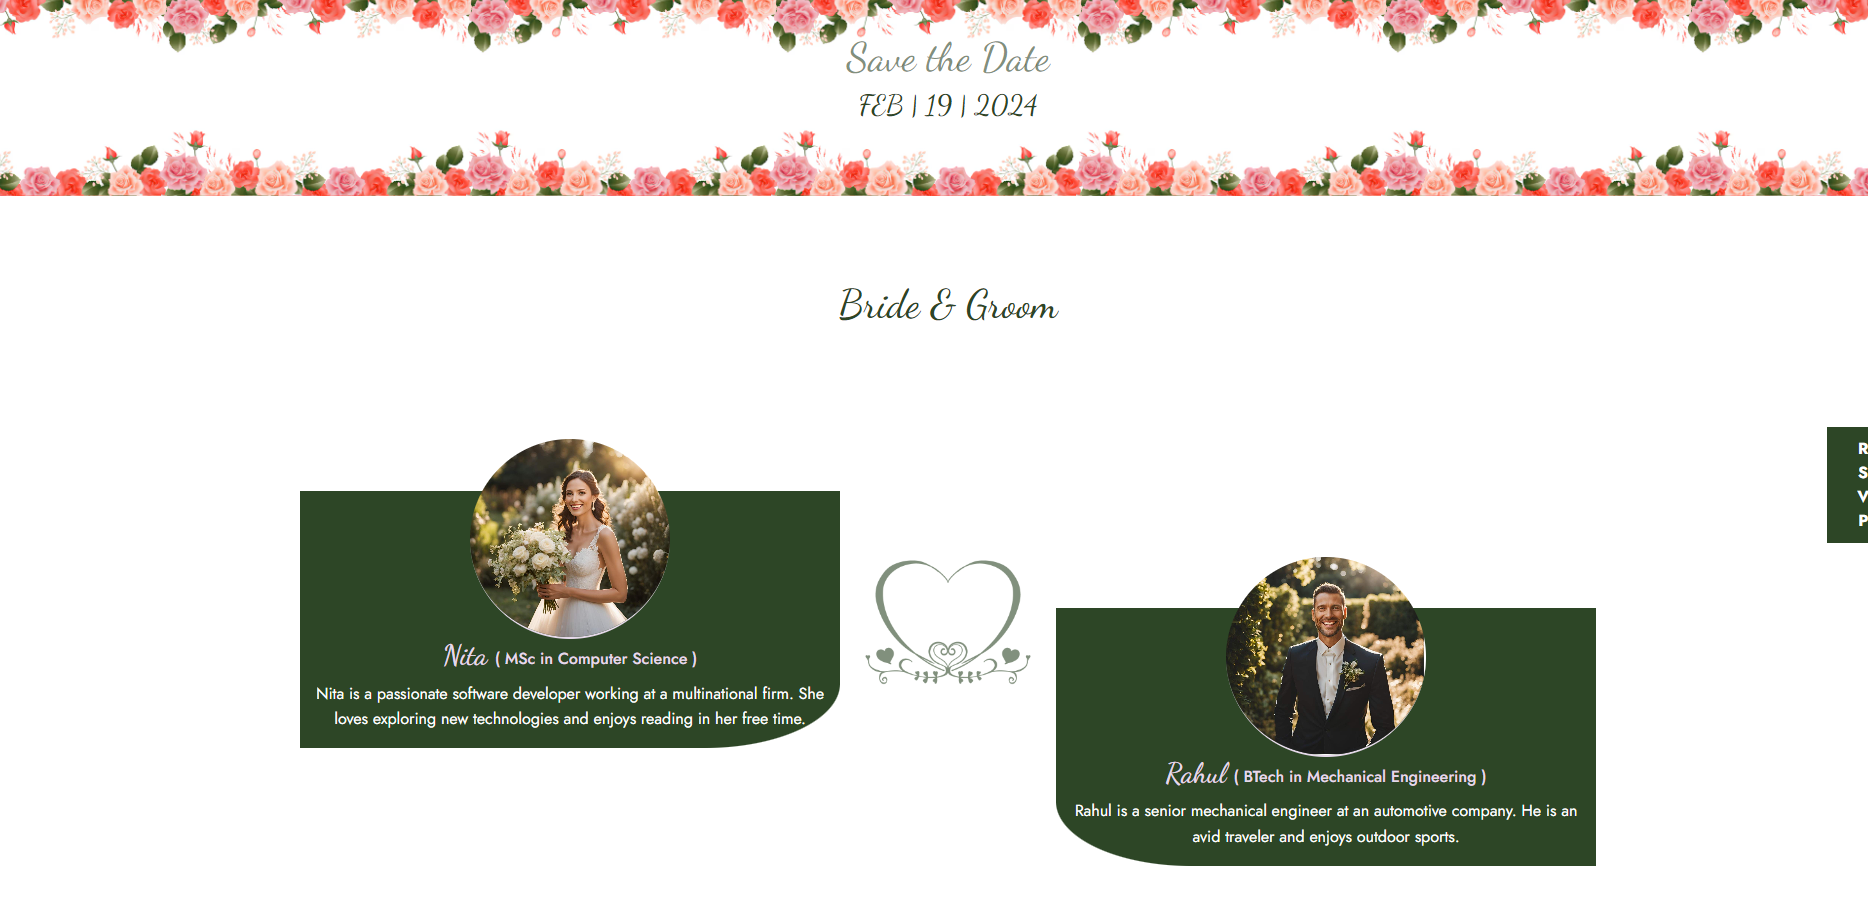 Save the Date
FEB | 19 | 2024
Bride & Groom
R
S
V
P
Nita ( MSc in Computer Science )
Nita is a passionate software developer working at a multinational firm. She
loves exploring new technologies and enjoys reading in her free time.
Rahul ( BTech in Mechanical Engineering )
Rahul is a senior mechanical engineer at an automotive company. He is an
avid traveler and enjoys outdoor sports.